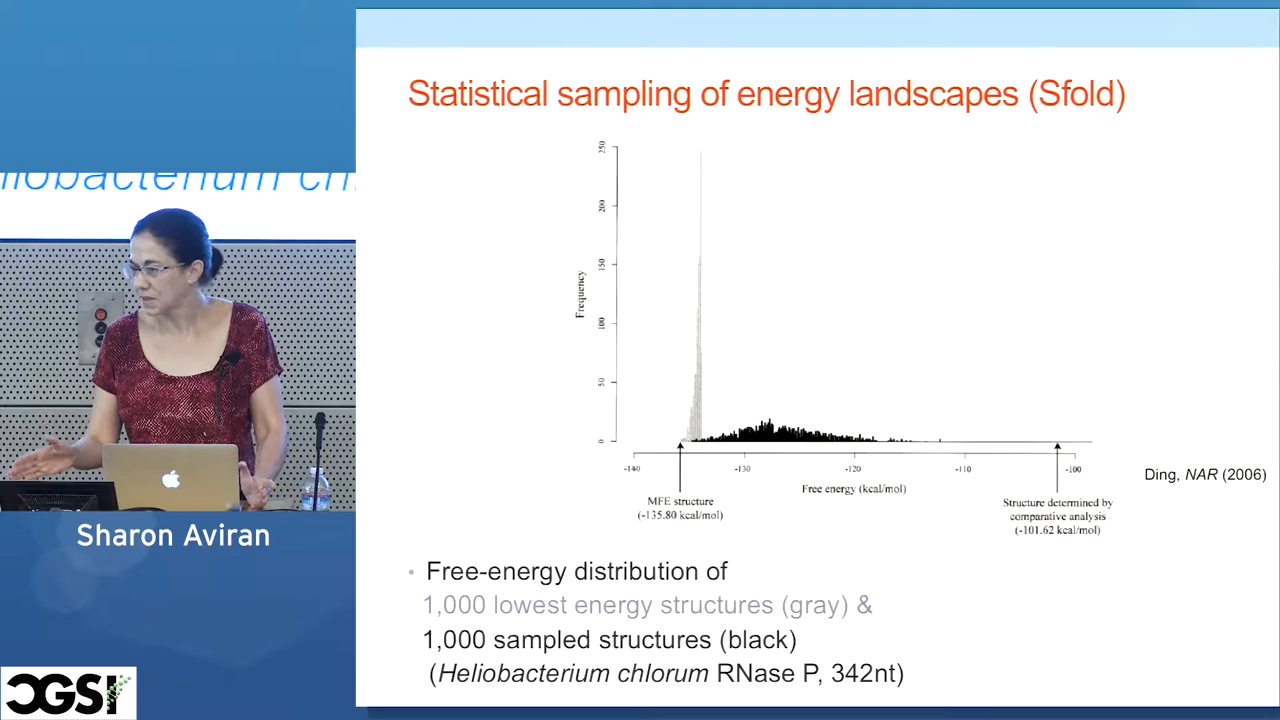 Statistical sampling of energy landscapes (Sfold)
250
200
150
100
50
0
Frequency
-140
-130
-120
-110
-100
Free energy (kcal/mol)
MFE structure
(-135.80 kcal/mol)
Structure determined by
comparative analysis
(-101.62 kcal/mol)
Ding, NAR (2006)
• Free-energy distribution of
1,000 lowest energy structures (gray) &
1,000 sampled structures (black)
(Heliobacterium chlorum RNase P, 342nt)
liobacterium ch
Sharon Aviran
CGSI